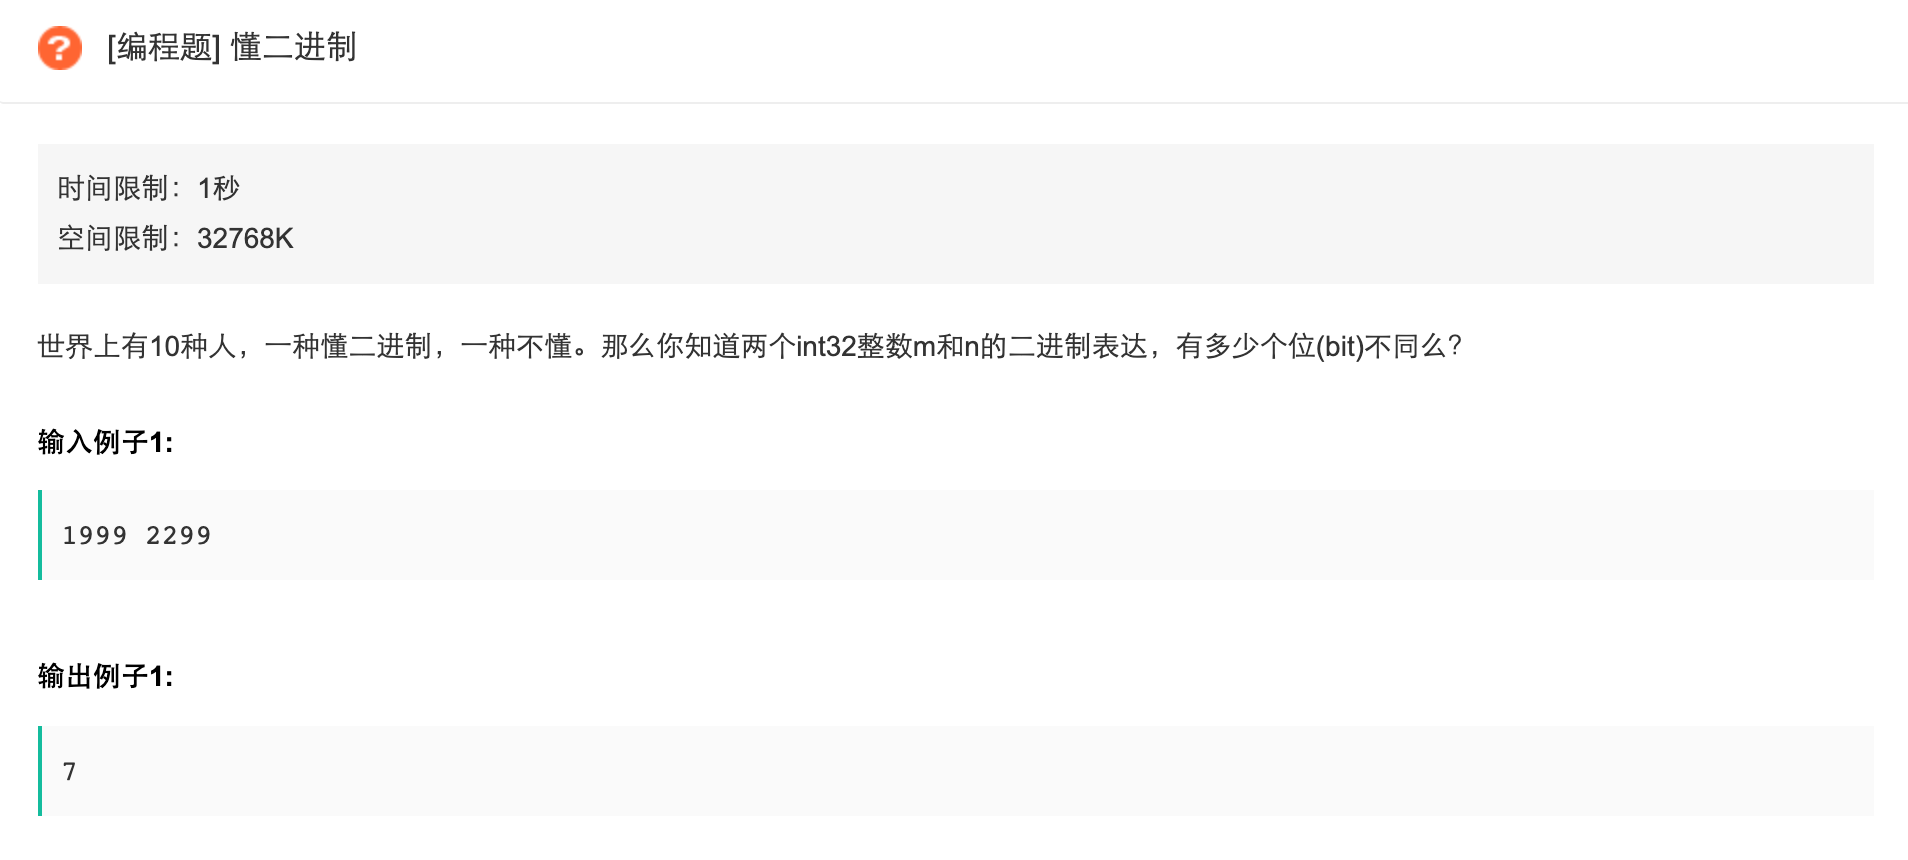 [编程题] 懂二进制
时间限制：1秒
空间限制：32768K
世界上有10种人，一种懂二进制，一种不懂。那么你知道两个int32整数m和n的二进制表达，有多少个位(bit)不同么？
输入例子1:
1999 2299
输出例子1:
7